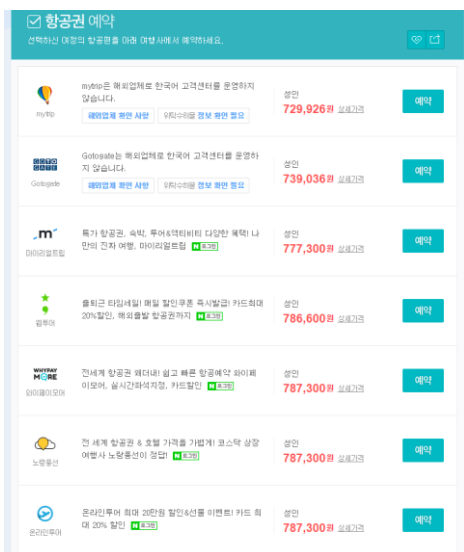 항공권 예약
선택하신 여정의 항공편을 아래 여행사에서 예약하세요.
mytrip
mytrip은 해외업체로 한국어 고객센터를 운영하지
않습니다.
해외업체 확인 사항 위탁수하물 정보 확인 필요
성인
729,926원 상세가격
예약
GOTO
GATE
Gotogate
Gotogate는 해외업체로 한국어 고객센터를 운영하
지 않습니다.
해외업체 확인 사항 위탁수하물 정보 확인 필요
성인
739,036원 상세가격
예약
m
마이리얼트립
특가 항공권, 숙박, 투어&액티비티 다양한 혜택! 나
만의 진짜 여행, 마이리얼트립 N 로그인
성인
777,300원 상세가격
예약
웹투어
출퇴근 타임세일! 매일 할인쿠폰 즉시발급! 카드최대
20%할인, 해외출발 항공권까지 N 로그인
성인
786,600원 상세가격
예약
WHYPAY
MORE
와이페이모어
전세계 항공권 왜더내! 쉽고 빠른 항공예약 와이페
이모어, 실시간좌석지정, 카드할인 N 로그인
성인
787,300원 상세가격
예약
노랑풍선
전 세계 항공권 & 호텔 가격을 가볍게! 코스닥 상장
여행사 노랑풍선이 정답! N 로그인
성인
787,300원 상세가격
예약
온라인투어
온라인투어 최대 20만원 할인&선물 이벤트! 카드 최
대 20% 할인 N 로그인
성인
787,300원 상세가격
예약